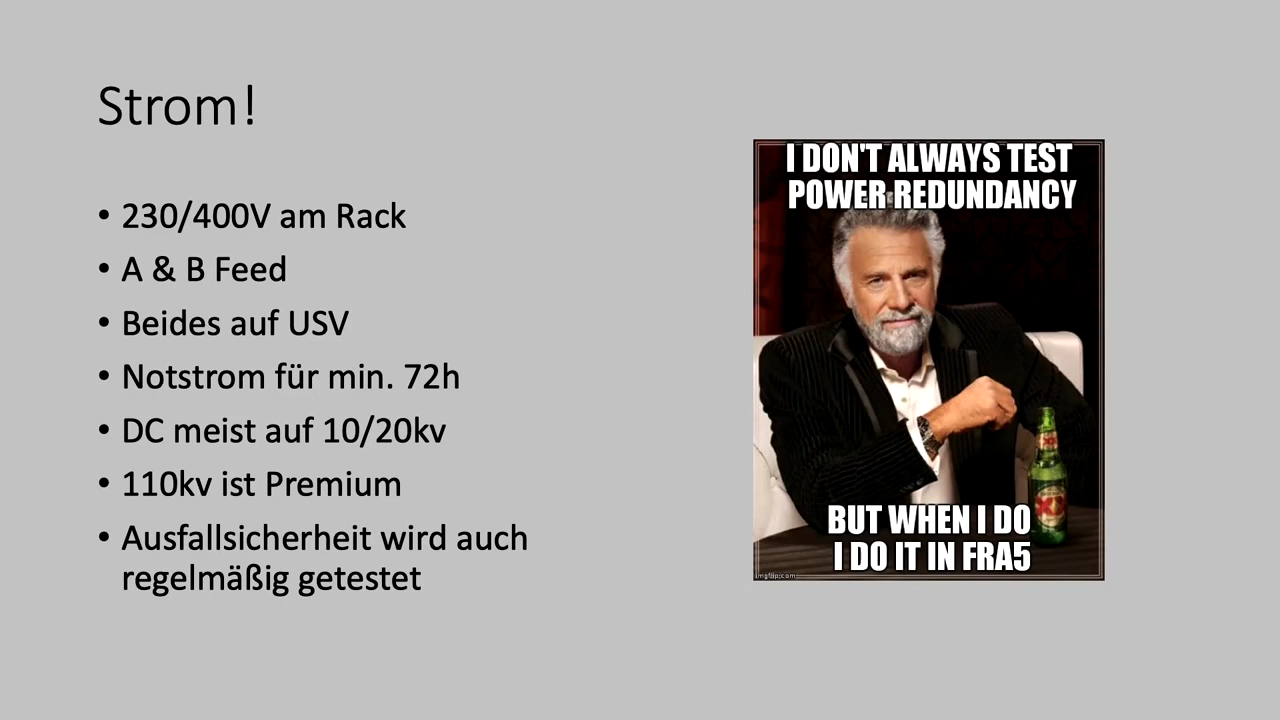 Strom!
• 230/400V am Rack
• A & B Feed
• Beides auf USV
• Notstrom für min. 72h
• DC meist auf 10/20kv
• 110kv ist Premium
• Ausfallsicherheit wird auch
regelmäßig getestet
I DON'T ALWAYS TEST
POWER REDUNDANCY
BUT WHEN I DO
I DO IT IN FRA5
imgflip.com